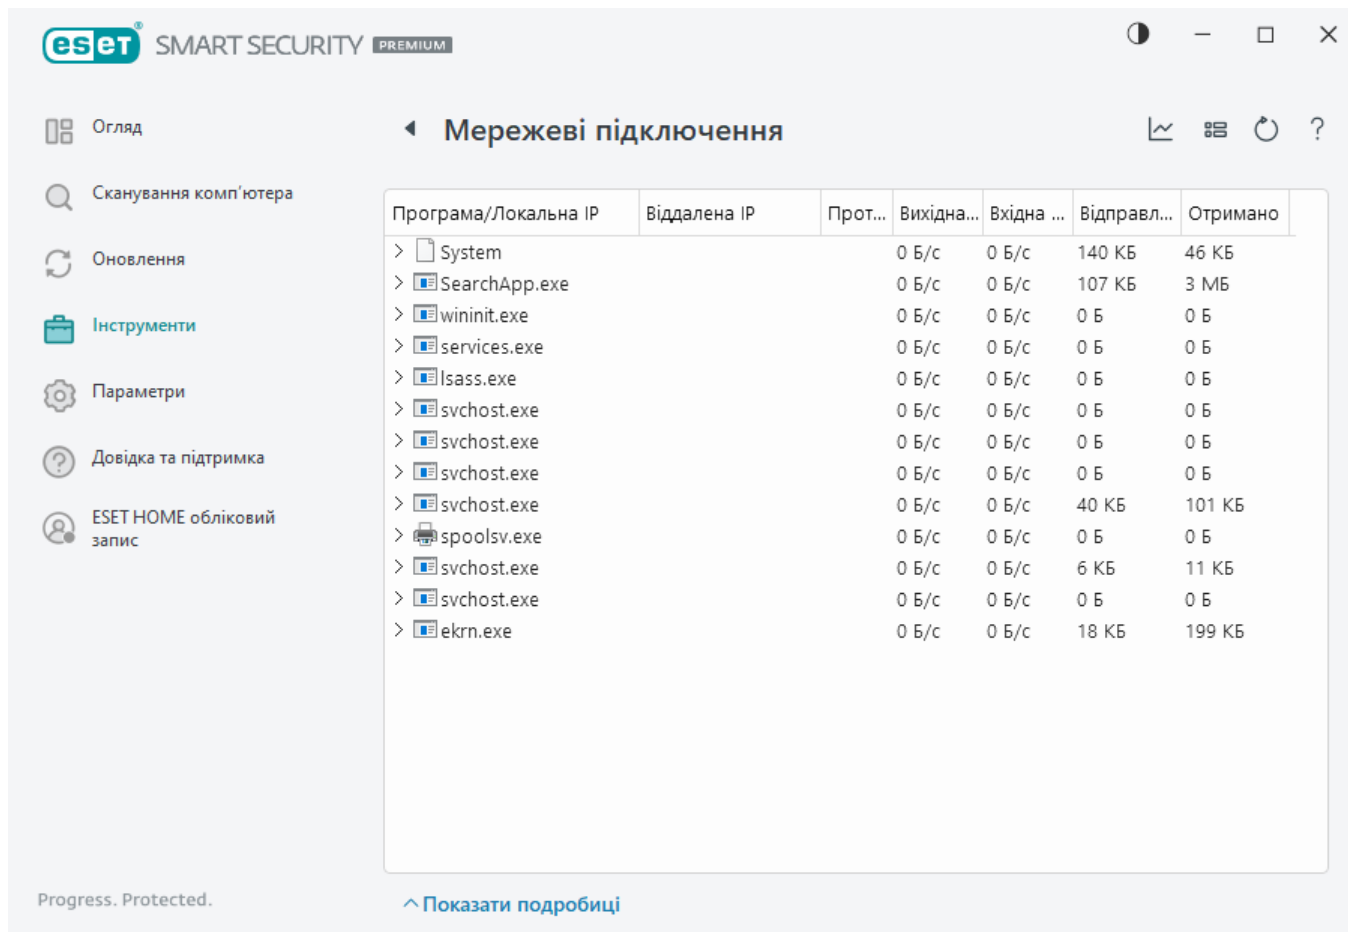 eset® SMART SECURITY PREMIUM
Огляд
Сканування комп'ютера
Оновлення
Інструменти
Параметри
Довідка та підтримка
ESET HOME обліковий
запис
Progress. Protected.
Мережеві підключення
?
Програма/Локальна IP Віддалена IP Прот... Вихідна... Вхідна ... Відправл... Отримано
System 0 Б/с 0 Б/с 140 КБ 46 КБ
SearchApp.exe 0 Б/с 0 Б/с 107 КБ 3 МБ
wininit.exe 0 Б/с 0 Б/с 0 Б 0 Б
services.exe 0 Б/с 0 Б/с 0 Б 0 Б
lsass.exe 0 Б/с 0 Б/с 0 Б 0 Б
svchost.exe 0 Б/с 0 Б/с 0 Б 0 Б
svchost.exe 0 Б/с 0 Б/с 0 Б 0 Б
svchost.exe 0 Б/с 0 Б/с 0 Б 0 Б
svchost.exe 0 Б/с 0 Б/с 40 КБ 101 КБ
spoolsv.exe 0 Б/с 0 Б/с 0 Б 0 Б
svchost.exe 0 Б/с 0 Б/с 6 КБ 11 КБ
svchost.exe 0 Б/с 0 Б/с 0 Б 0 Б
ekrn.exe 0 Б/с 0 Б/с 18 КБ 199 КБ
Показати подробиці